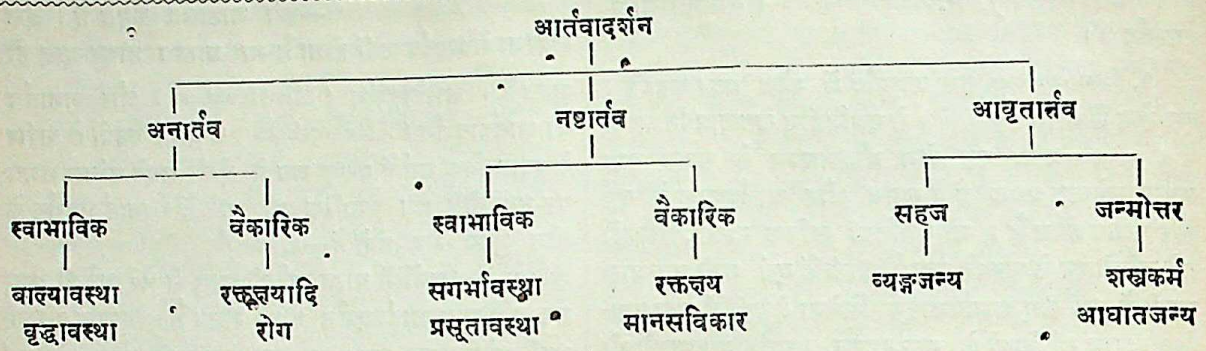 आर्तवादर्शन
अनार्तव नष्टार्तव आवृतार्त्तव
स्वाभाविक वैकारिक स्वाभाविक वैकारिक सहज जन्मोत्तर
बाल्यावस्था रक्तक्षयादि सगर्भावस्था रक्तक्षय व्यङ्गजन्य शस्त्रकर्म
वृद्धावस्था रोग प्रसूतावस्था मानसविकार आघातजन्य